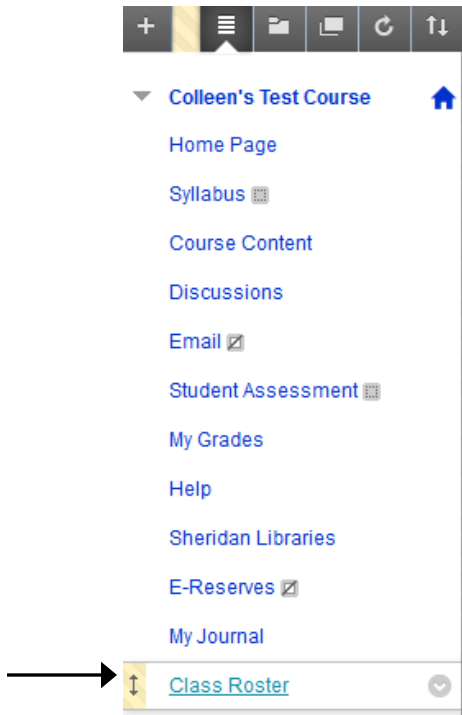 Colleen's Test Course
Home Page
Syllabus
Course Content
Discussions
Email
Student Assessment
My Grades
Help
Sheridan Libraries
E-Reserves
My Journal
Class Roster